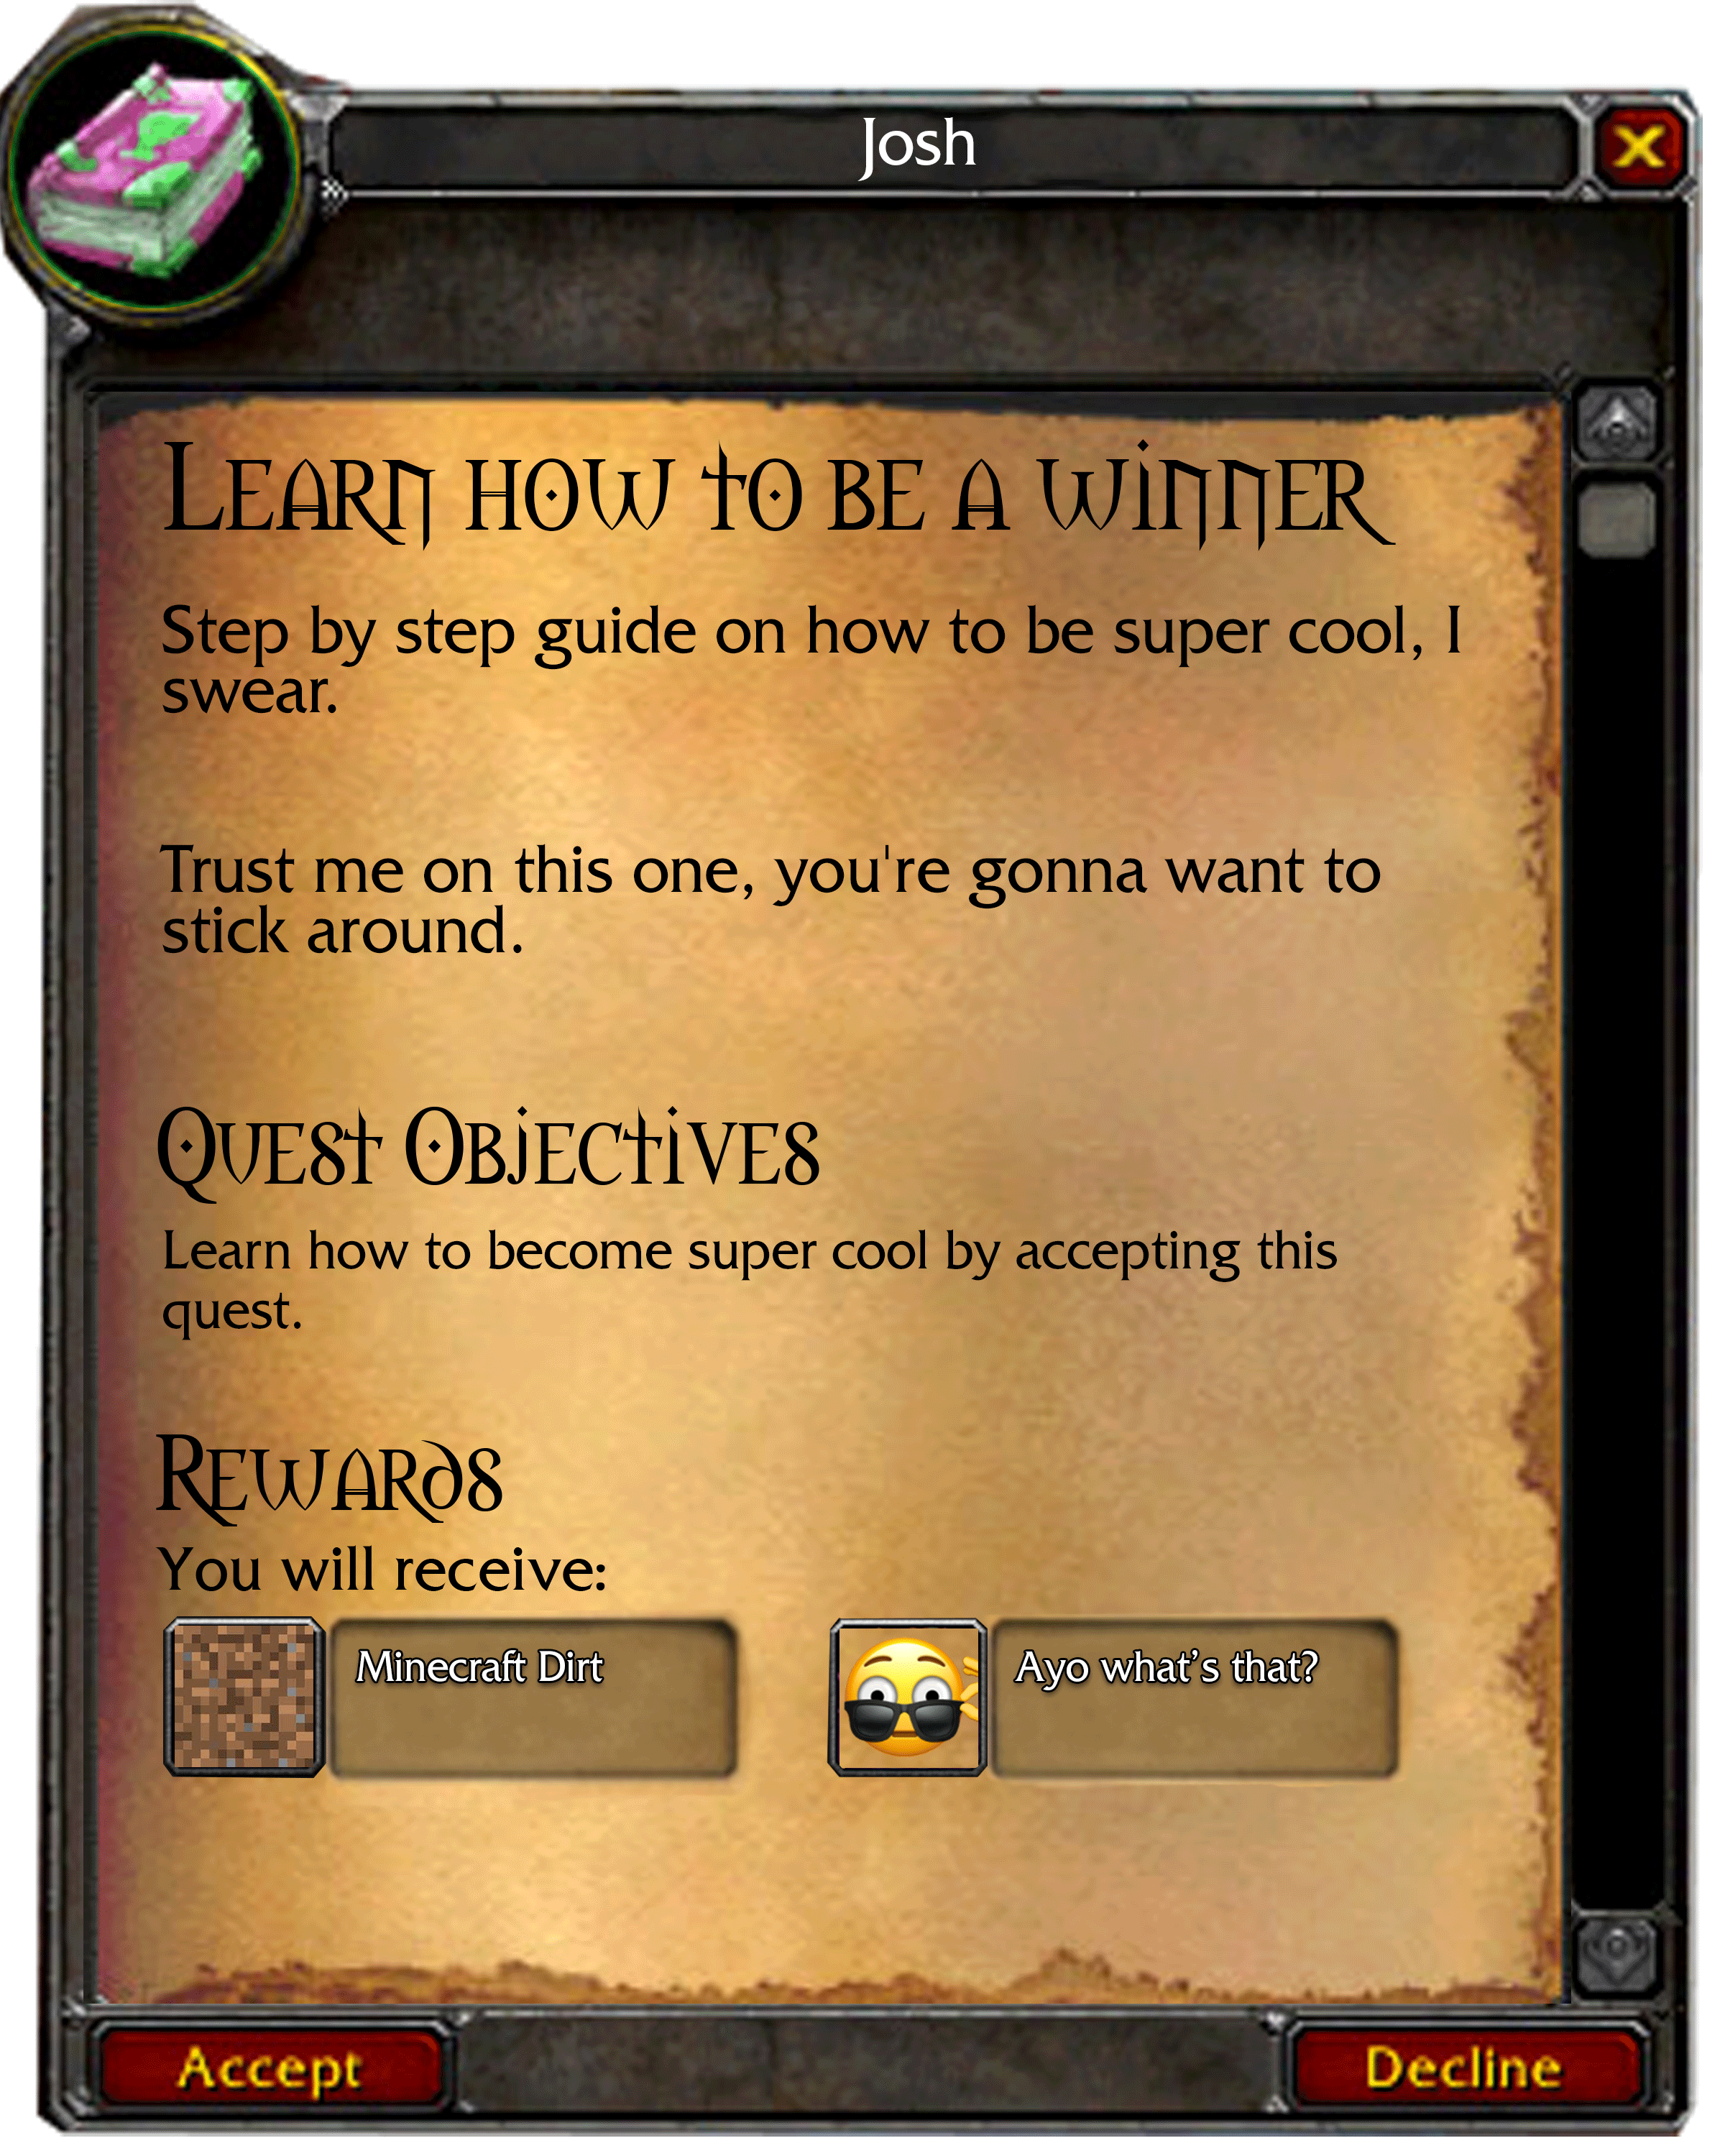 Josh
Learn how to be a winner
Step by step guide on how to be super cool, I
swear.
Trust me on this one, you're gonna want to
stick around.
Quest Objectives
Learn how to become super cool by accepting this
quest.
Rewards
You will receive:
Minecraft Dirt
Ayo what’s that?
Accept
Decline